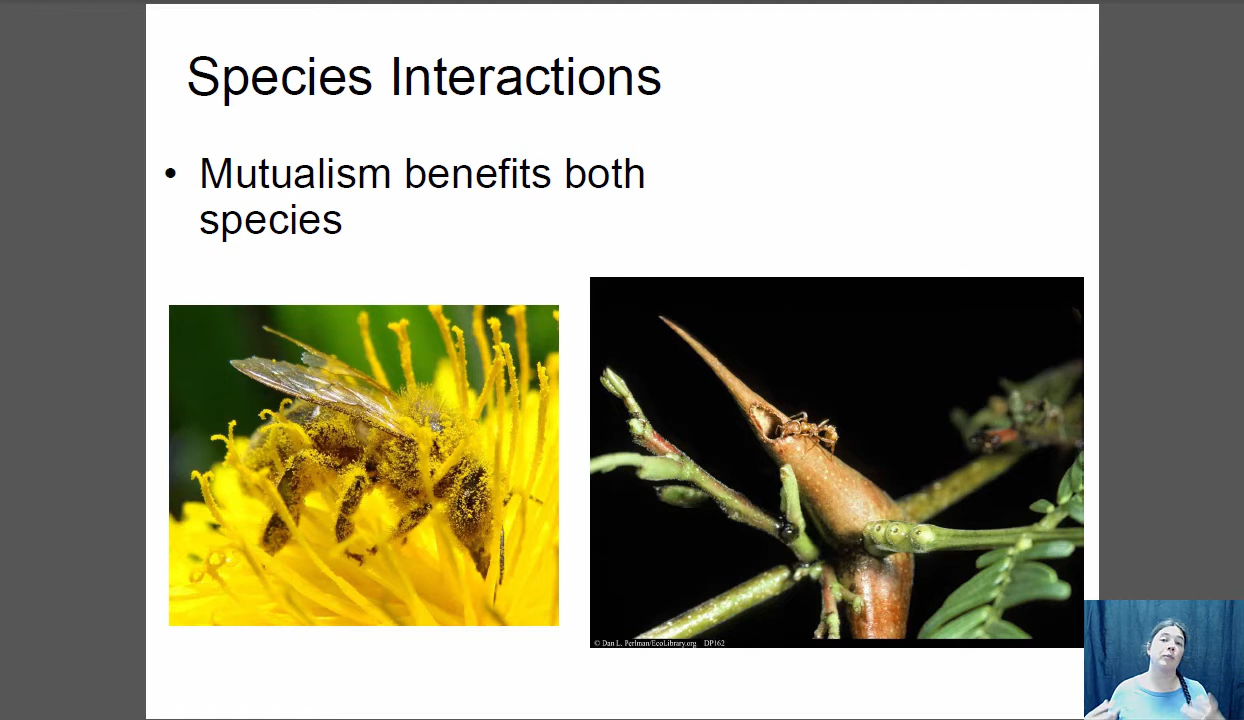 Species Interactions
• Mutualism benefits both
species
© Dan L. Perlman/EcoLibrary.org DP162